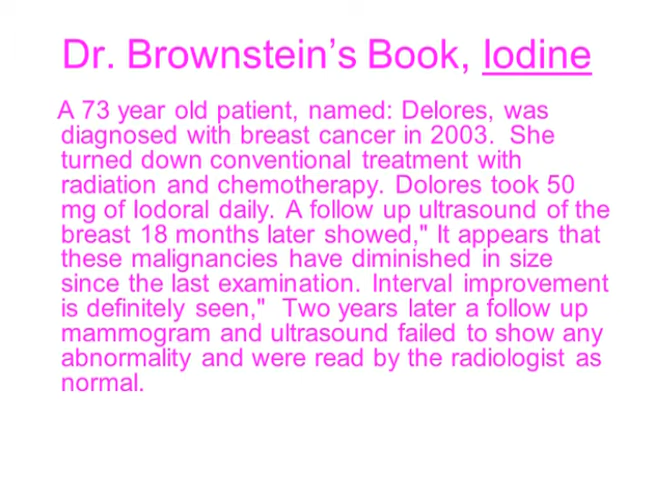 Dr. Brownstein’s Book, Iodine
A 73 year old patient, named: Delores, was
diagnosed with breast cancer in 2003.  She
turned down conventional treatment with
radiation and chemotherapy. Dolores took 50
mg of Iodoral daily. A follow up ultrasound of the
breast 18 months later showed," It appears that
these malignancies have diminished in size
since the last examination. Interval improvement
is definitely seen,"  Two years later a follow up
mammogram and ultrasound failed to show any
abnormality and were read by the radiologist as
normal.